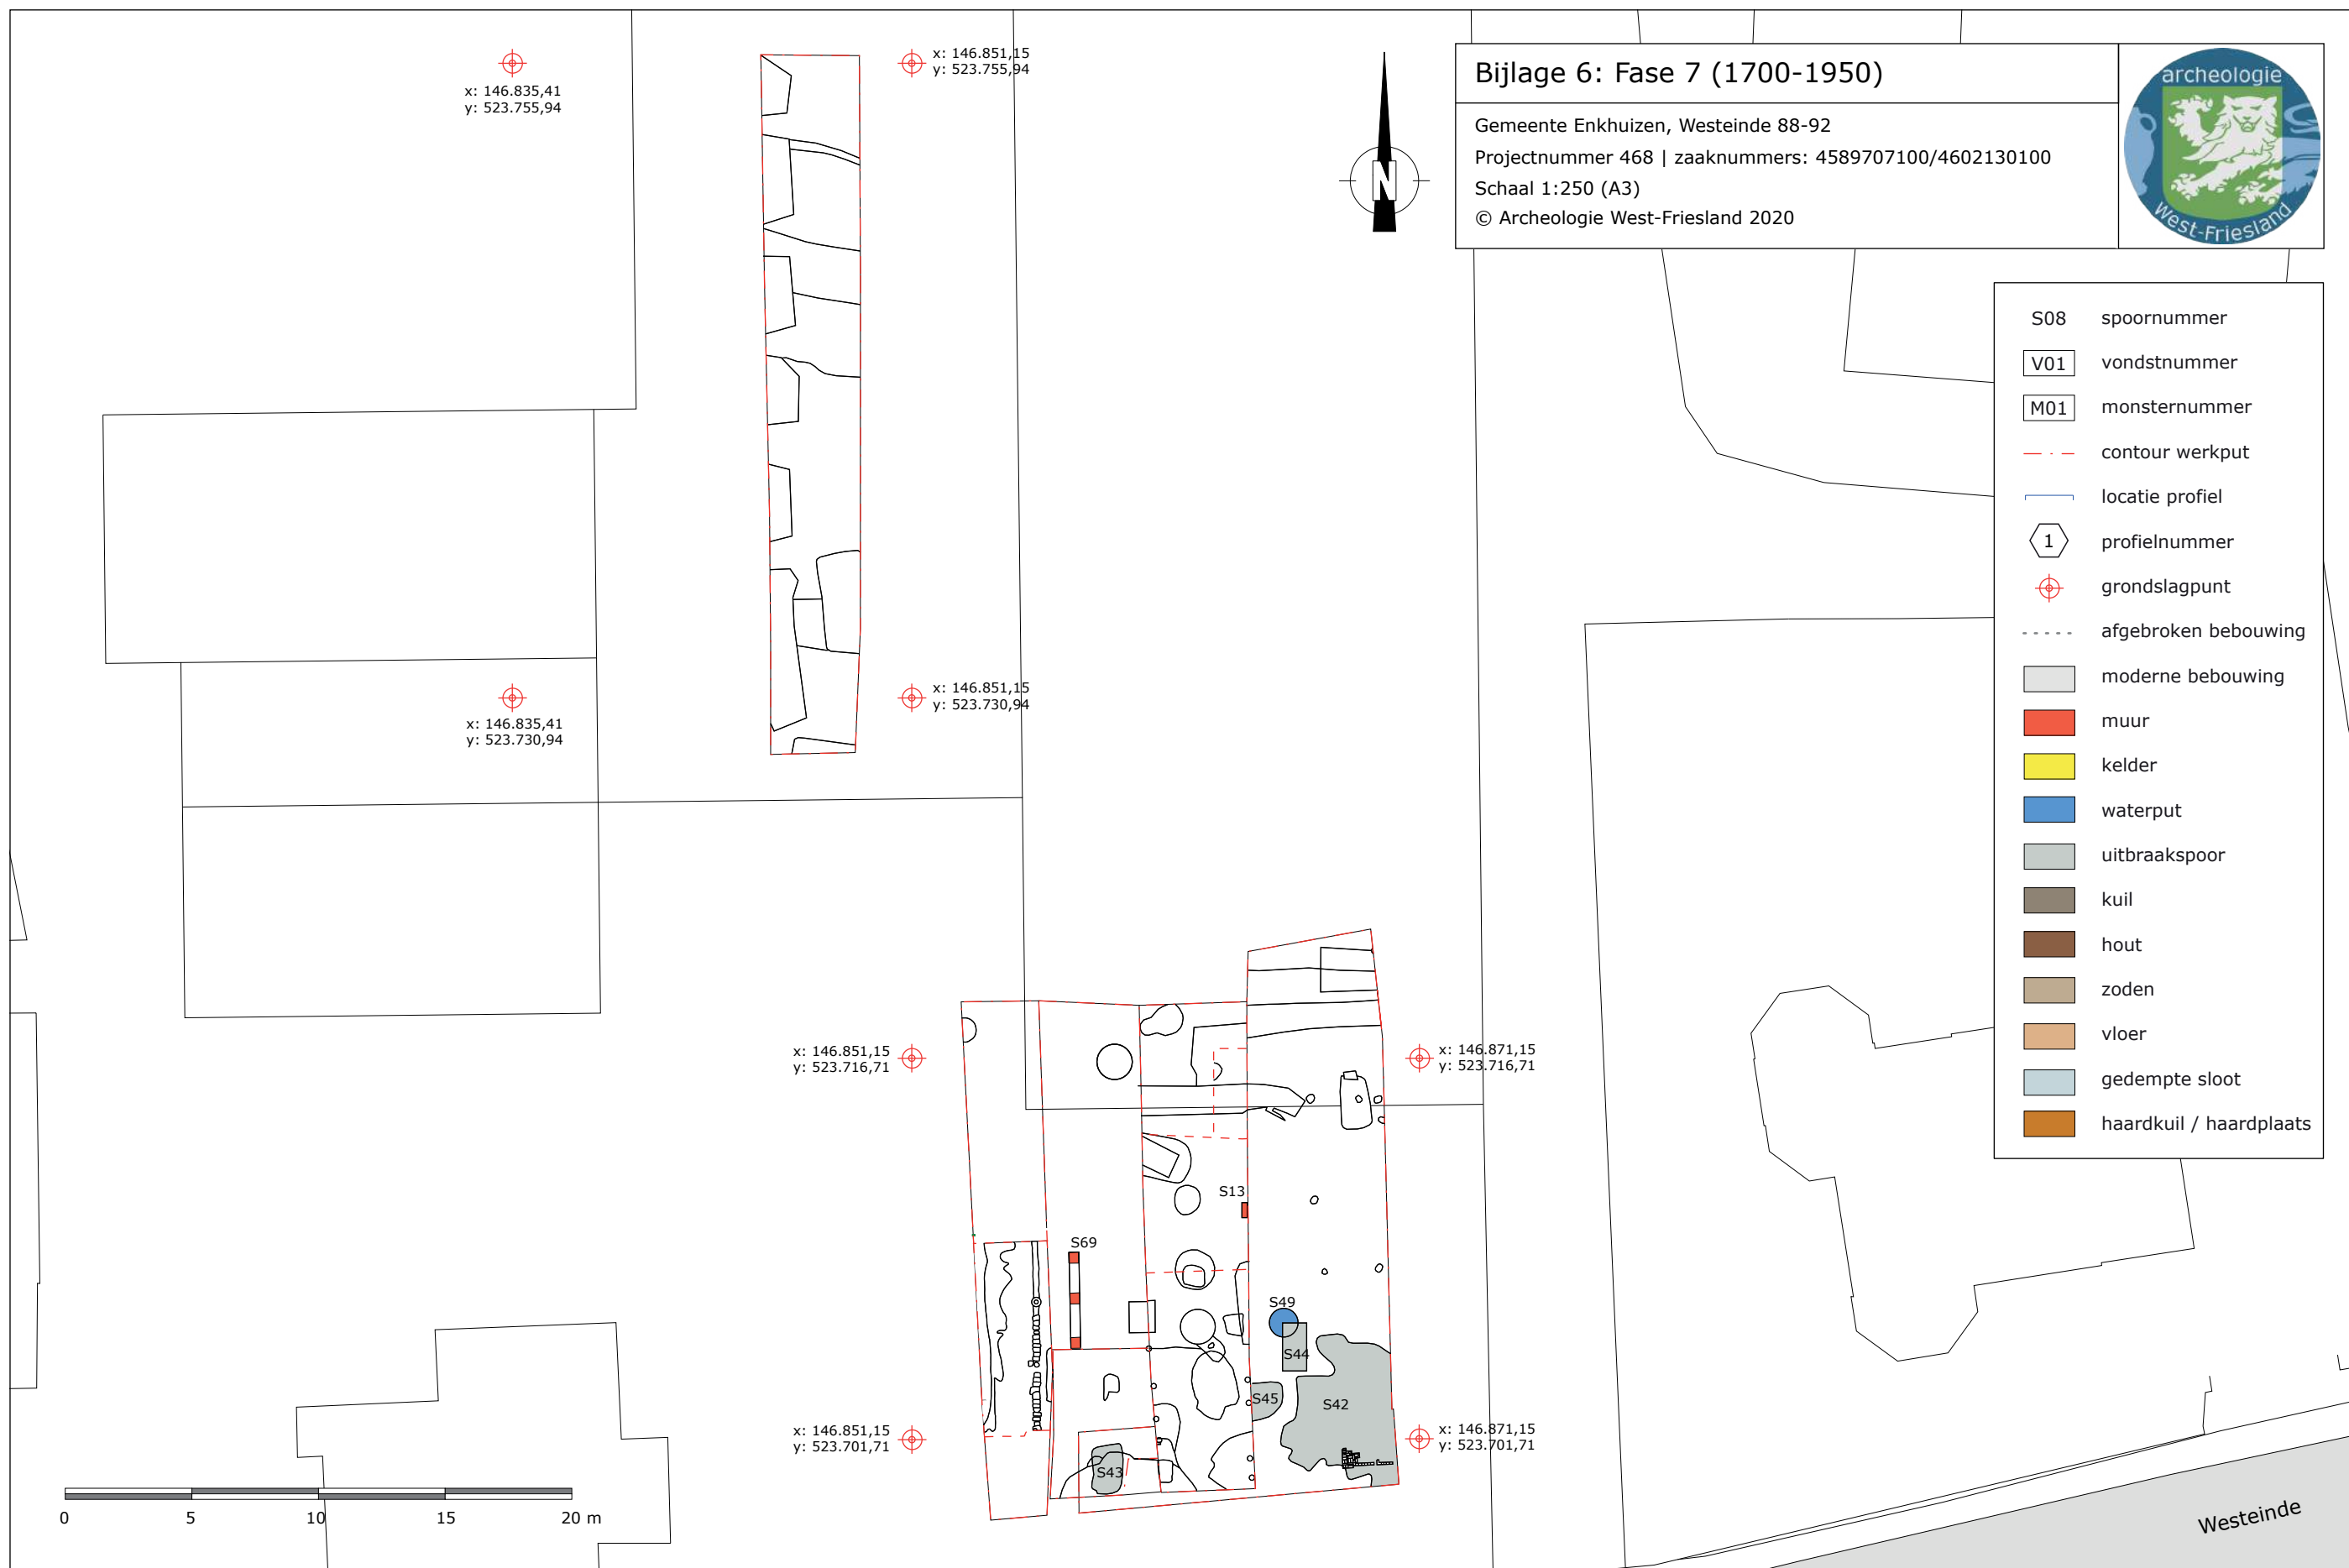 x: 146.835,41
y: 523.755,94
x: 146.851,15
y: 523.755,94
N
Bijlage 6: Fase 7 (1700-1950)
Gemeente Enkhuizen, Westeinde 88-92
Projectnummer 468 | zaaknummers: 4589707100/4602130100
Schaal 1:250 (A3)
© Archeologie West-Friesland 2020
archeologie
West-Friesland
S08 spoornummer
V01 vondstnummer
M01 monsternummer
contour werkput
locatie profiel
1 profielnummer
grondslagpunt
afgebroken bebouwing
moderne bebouwing
muur
kelder
waterput
uitbraakspoor
kuil
hout
zoden
vloer
gedempte sloot
haardkuil / haardplaats
x: 146.835,41
y: 523.730,94
x: 146.851,15
y: 523.730,94
x: 146.851,15
y: 523.716,71
x: 146.871,15
y: 523.716,71
S13
S69
S49
S44
S45
S42
S43
x: 146.851,15
y: 523.701,71
x: 146.871,15
y: 523.701,71
0 5 10 15 20 m
Westeinde